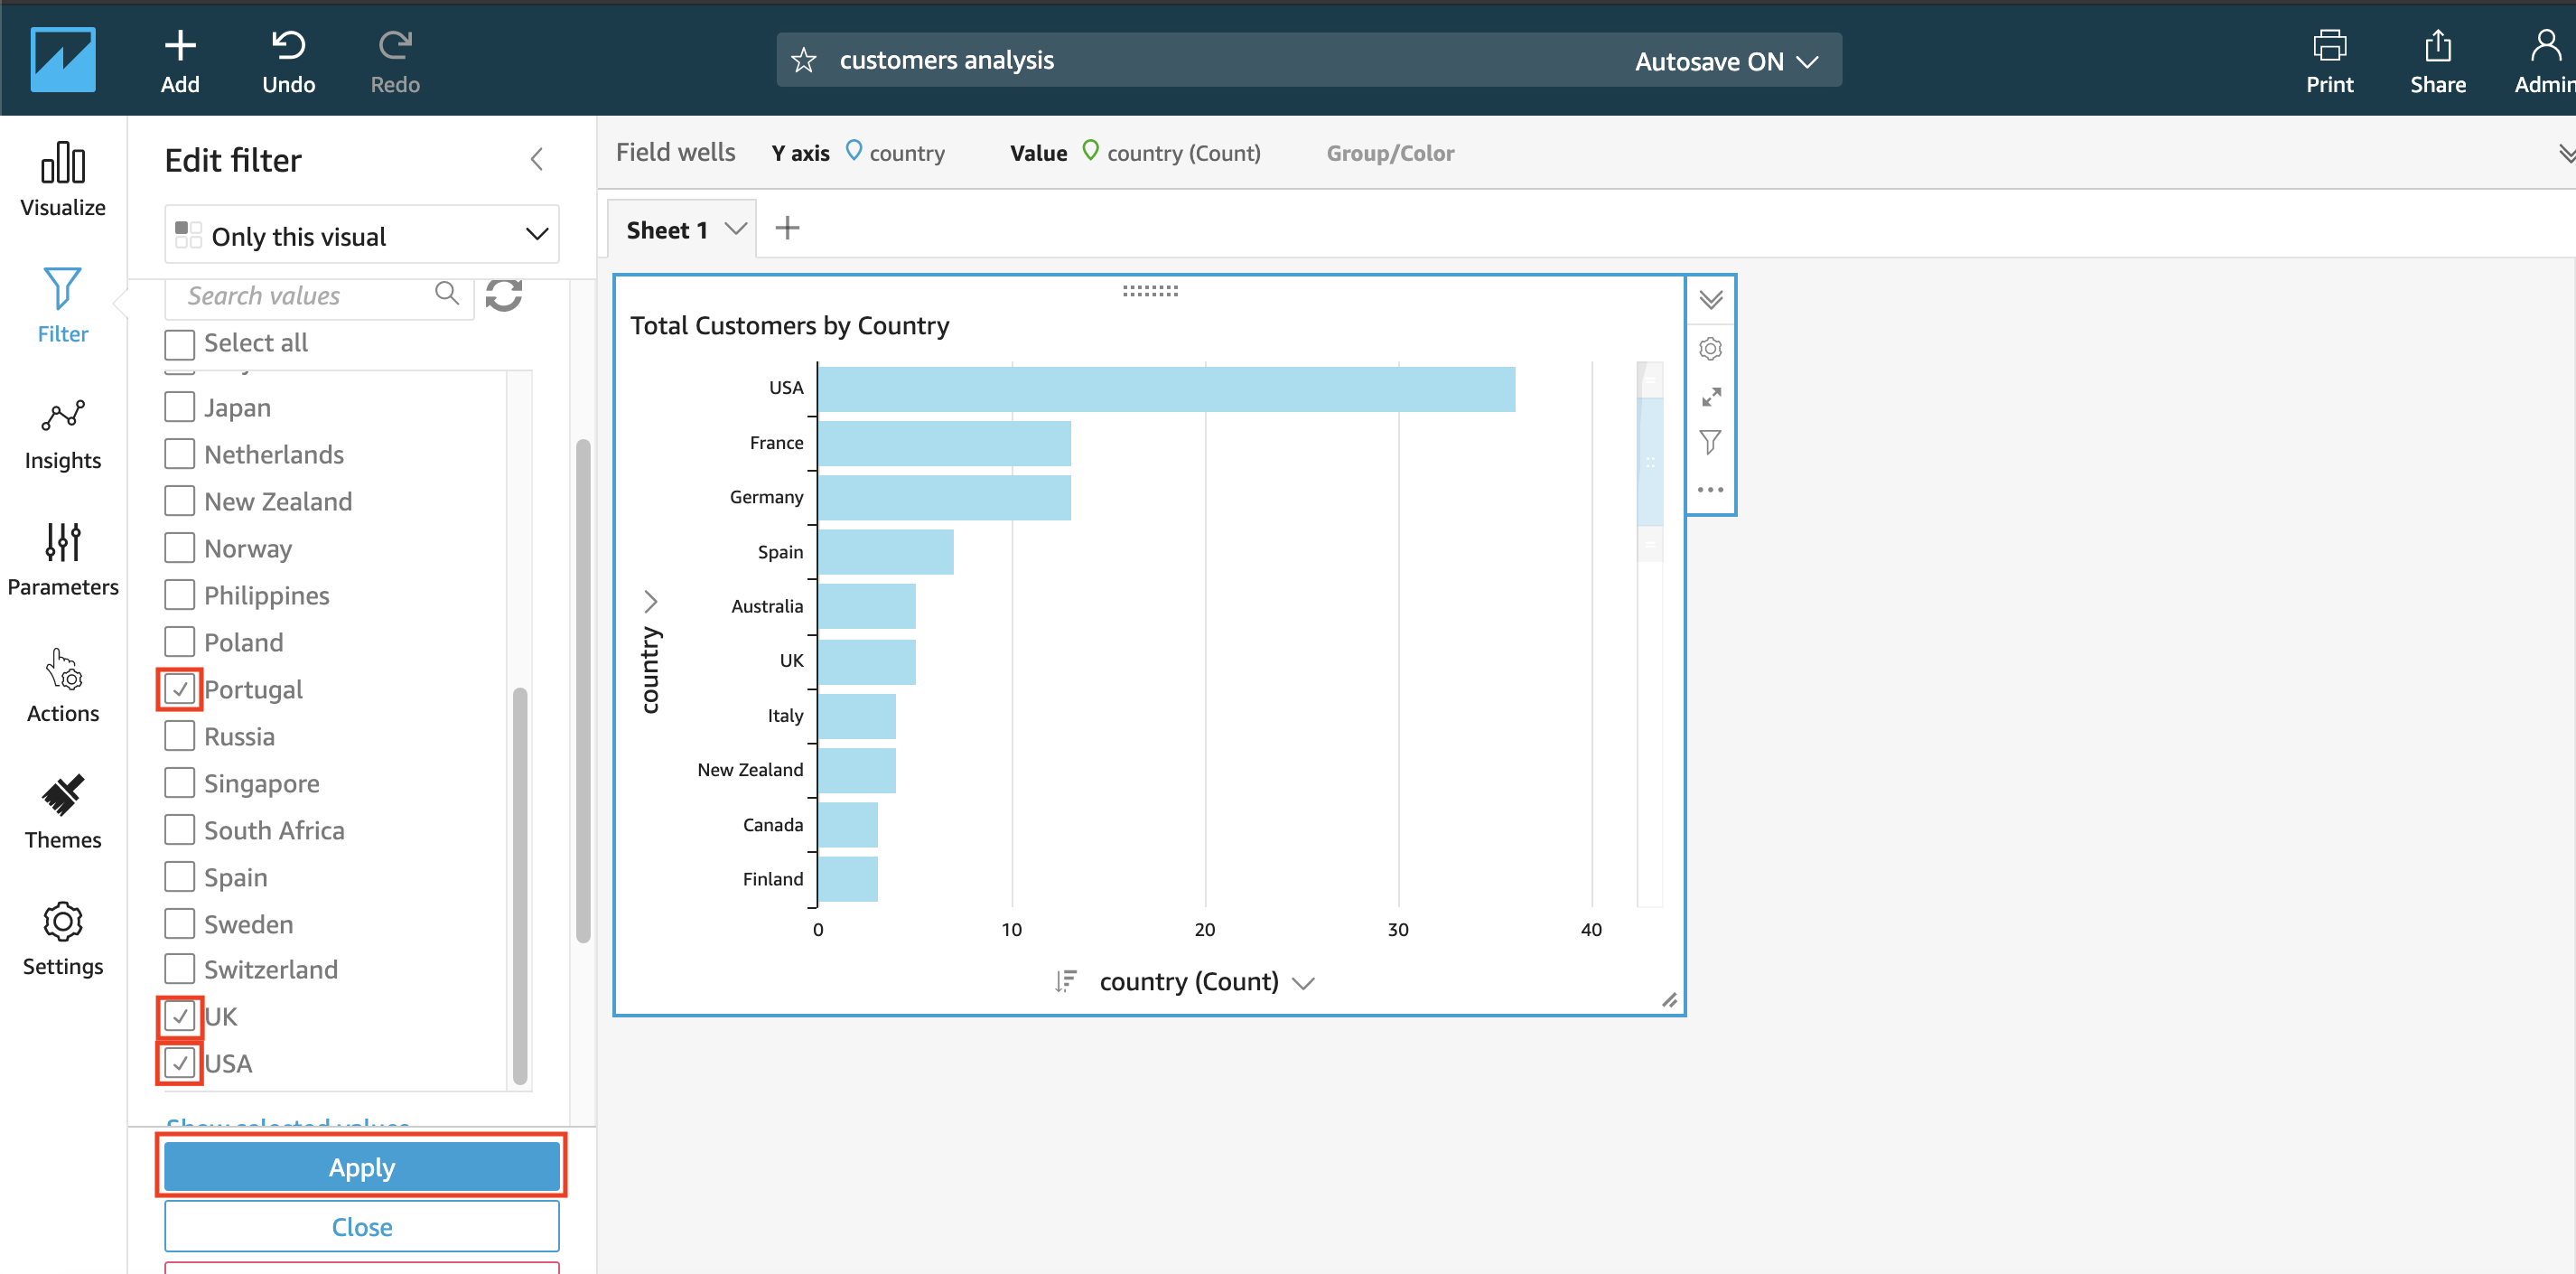 Add
Undo
Redo
customers analysis
Autosave ON
Print
Share
Admin
Visualize
Filter
Insights
Parameters
Actions
Themes
Settings
Edit filter
Only this visual
Search values
Select all
Japan
Netherlands
New Zealand
Norway
Philippines
Poland
Portugal
Russia
Singapore
South Africa
Spain
Sweden
Switzerland
UK
USA
Show selected values
Apply
Close
Field wells
Y axis country
Value country (Count)
Group/Color
Sheet 1
Total Customers by Country
country
USA
France
Germany
Spain
Australia
UK
Italy
New Zealand
Canada
Finland
0 10 20 30 40
country (Count)